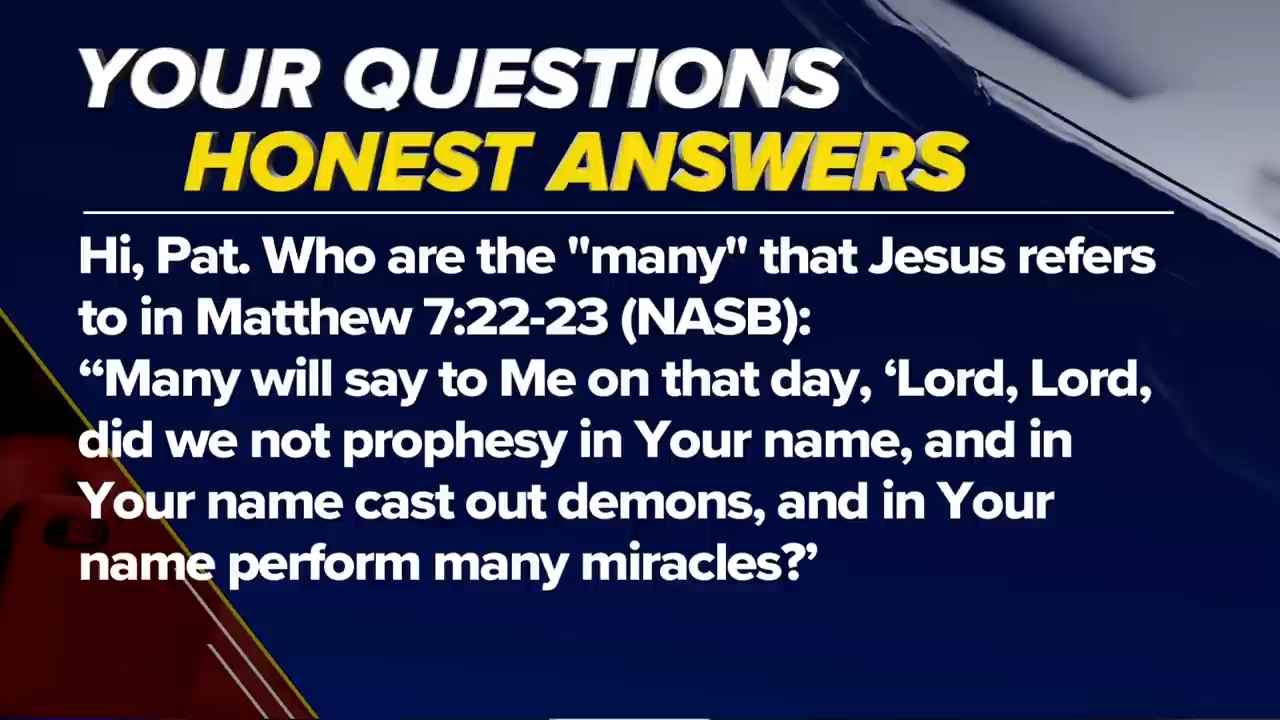 YOUR QUESTIONS
HONEST ANSWERS
Hi, Pat. Who are the "many" that Jesus refers
to in Matthew 7:22-23 (NASB):
“Many will say to Me on that day, ‘Lord, Lord,
did we not prophesy in Your name, and in
Your name cast out demons, and in Your
name perform many miracles?’